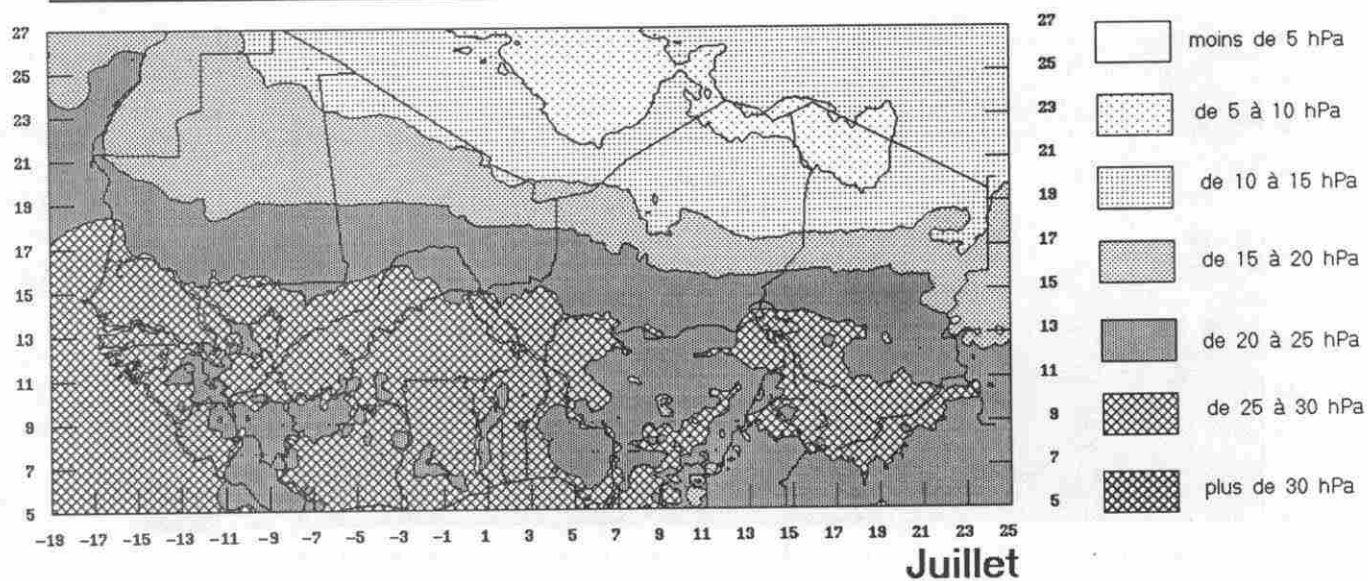 27
25
23
21
19
17
15
13
11
9
7
5
-19 -17 -15 -13 -11 -9 -7 -5 -3 -1 1 3 5 7 9 11 13 15 17 19 21 23 25
27
25
23
21
19
17
15
13
11
9
7
5
Juillet
moins de 5 hPa
de 5 à 10 hPa
de 10 à 15 hPa
de 15 à 20 hPa
de 20 à 25 hPa
de 25 à 30 hPa
plus de 30 hPa